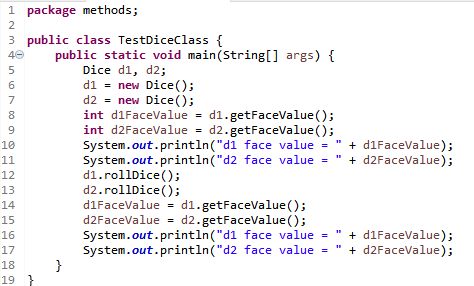 1 package methods;
2
3 public class TestDiceClass {
4     public static void main(String[] args) {
5         Dice d1, d2;
6         d1 = new Dice();
7         d2 = new Dice();
8         int d1FaceValue = d1.getFaceValue();
9         int d2FaceValue = d2.getFaceValue();
10         System.out.println("d1 face value = " + d1FaceValue);
11         System.out.println("d2 face value = " + d2FaceValue);
12         d1.rollDice();
13         d2.rollDice();
14         d1FaceValue = d1.getFaceValue();
15         d2FaceValue = d2.getFaceValue();
16         System.out.println("d1 face value = " + d1FaceValue);
17         System.out.println("d2 face value = " + d2FaceValue);
18     }
19 }